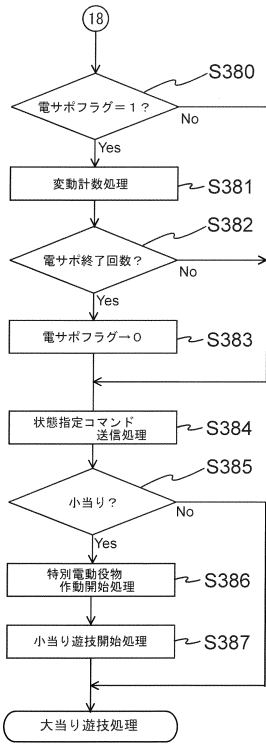 18
電サポフラグ＝１？
S380
No
Yes
変動計数処理
S381
電サポ終了回数？
S382
No
Yes
電サポフラグ→０
S383
状態指定コマンド
送信処理
S384
小当り？
S385
No
Yes
特別電動役物
作動開始処理
S386
小当り遊技開始処理
S387
大当り遊技処理